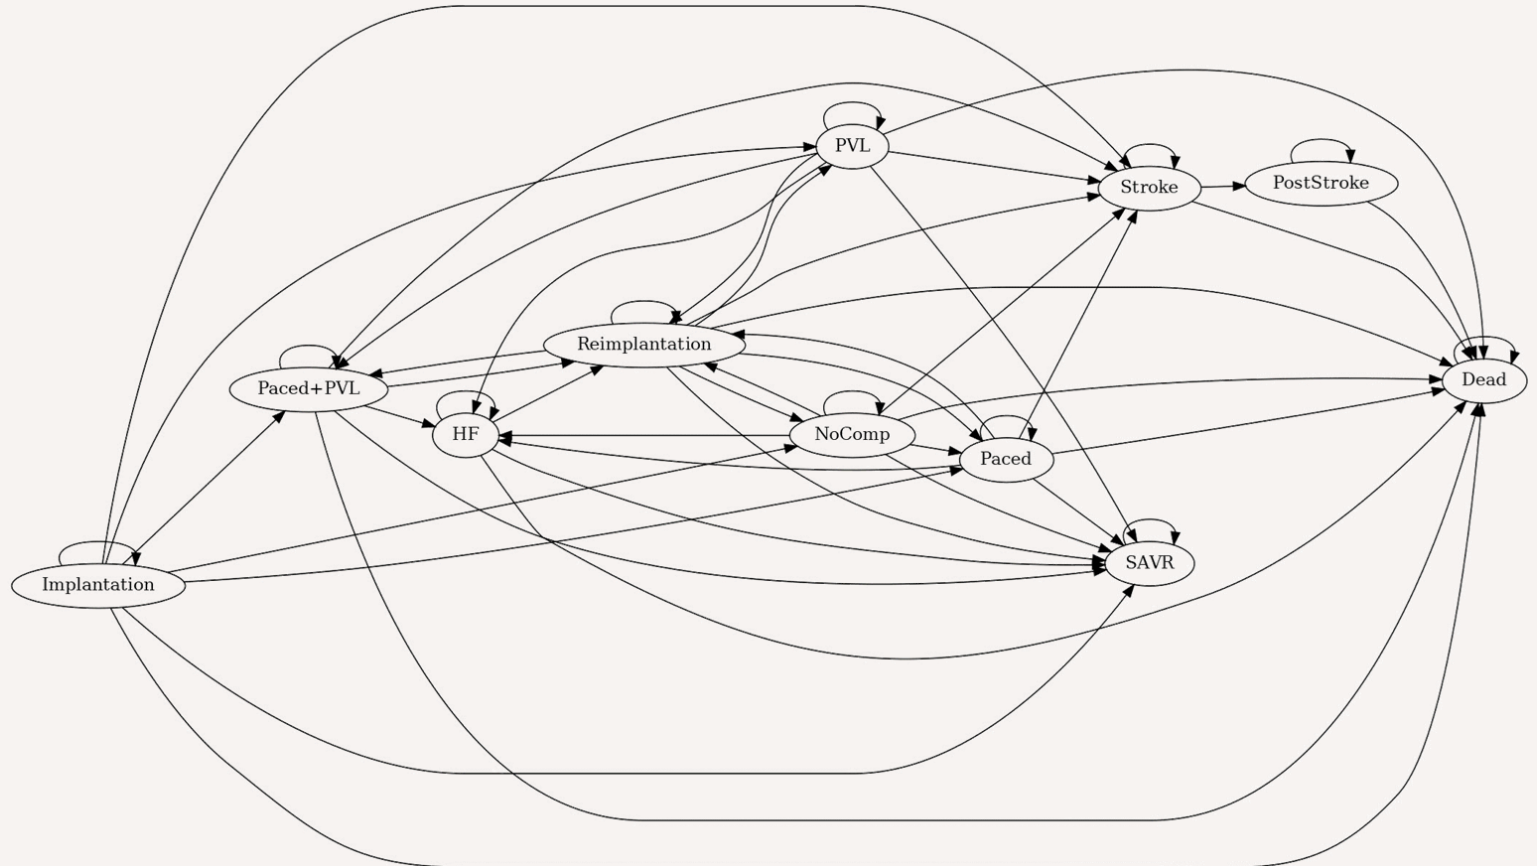 PVL
Stroke
PostStroke
Reimplantation
Paced+PVL
Dead
HF
NoComp
Paced
SAVR
Implantation